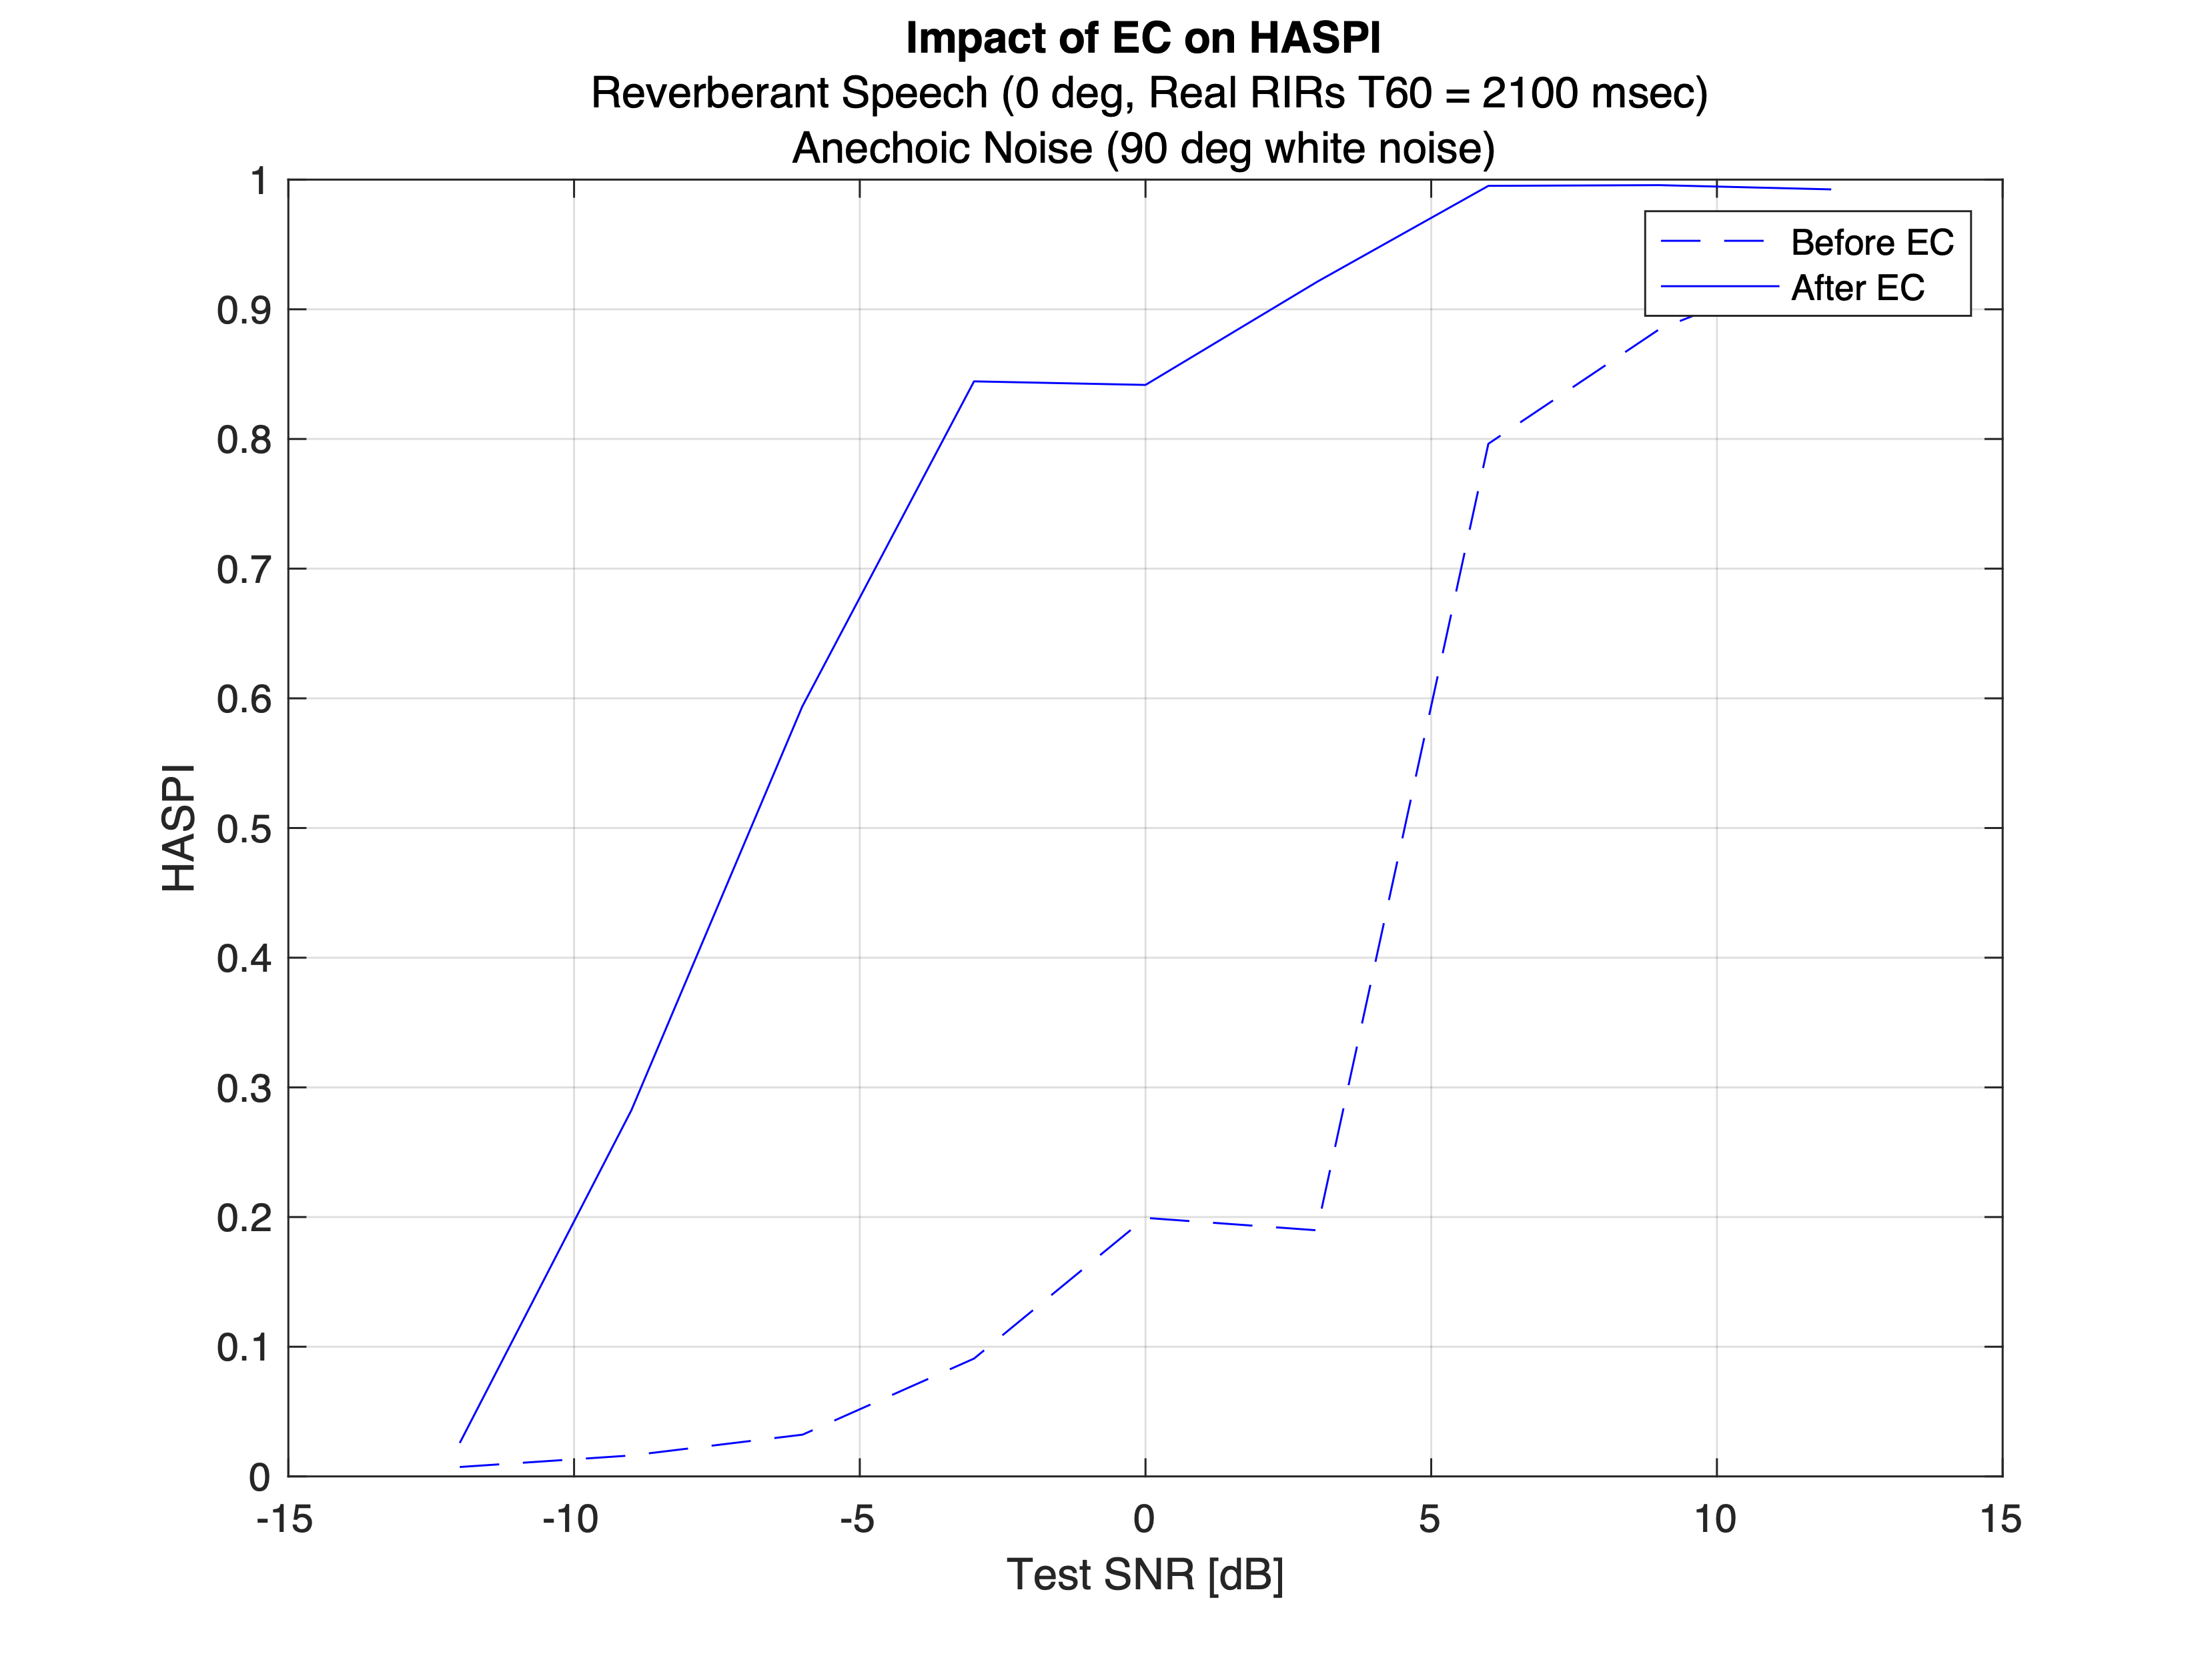 Impact of EC on HASPI
Reverberant Speech (0 deg, Real RIRs T60 = 2100 msec)
Anechoic Noise (90 deg white noise)
1
0.9
0.8
0.7
0.6
0.5
0.4
0.3
0.2
0.1
0
HASPI
Before EC
After EC
-15
-10
-5
0
5
10
15
Test SNR [dB]